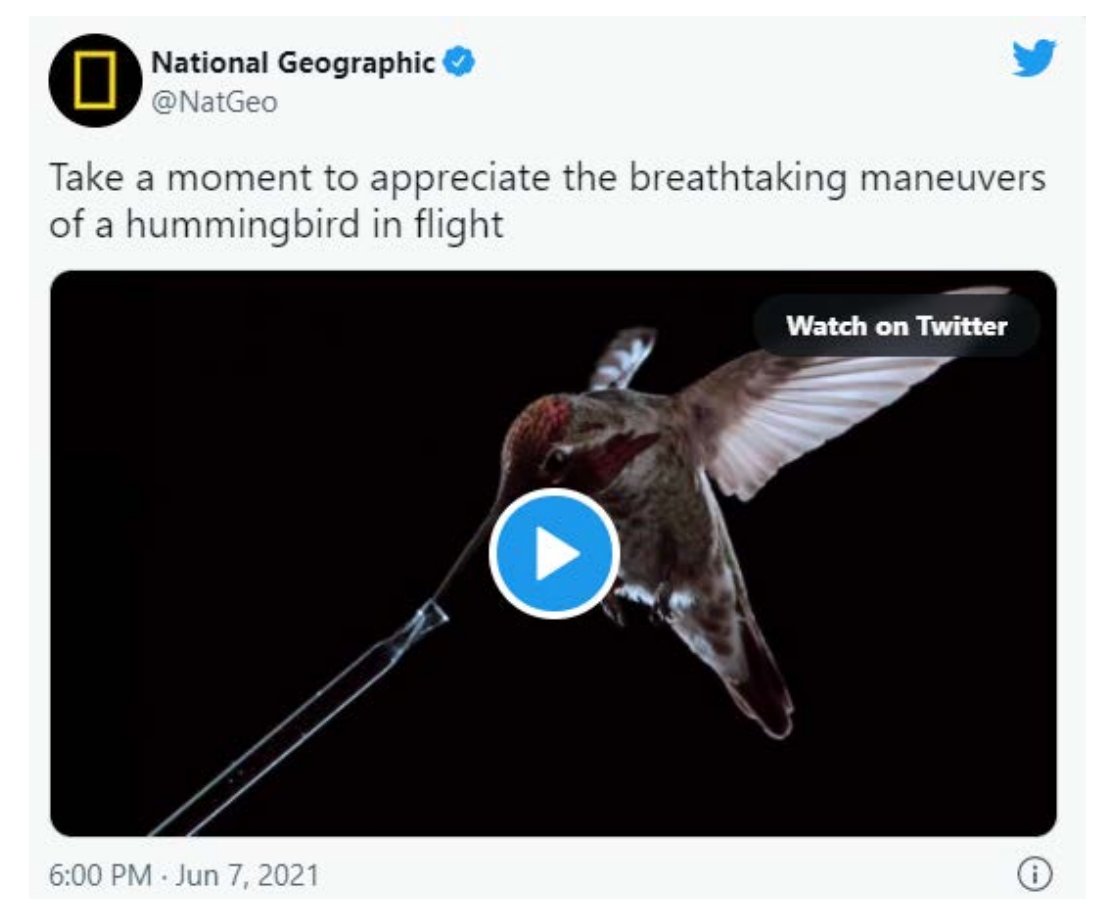 National Geographic
@NatGeo
Take a moment to appreciate the breathtaking maneuvers
of a hummingbird in flight
Watch on Twitter
6:00 PM · Jun 7, 2021